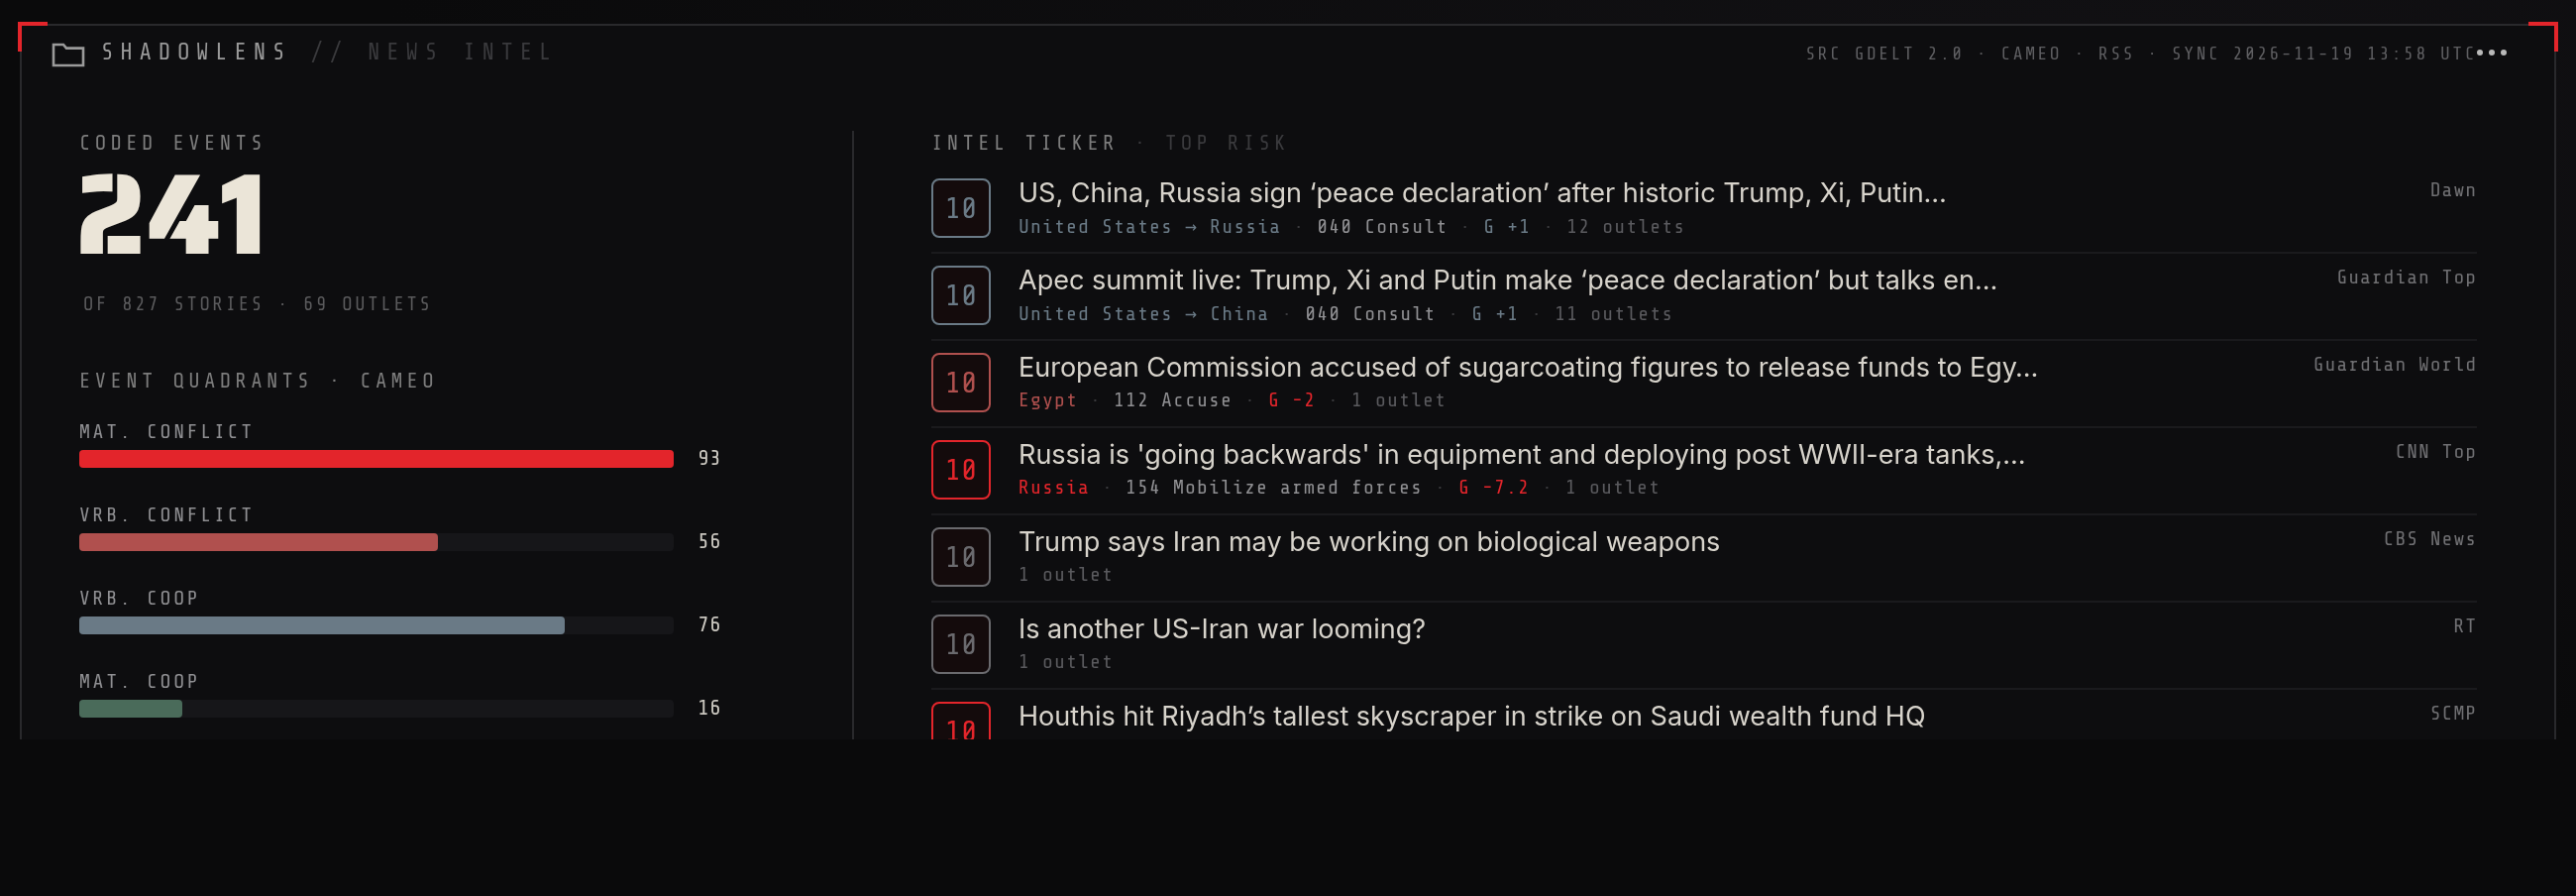 SHADOWLENS // NEWS INTEL
SRC GDELT 2.0 · CAMEO · RSS · SYNC 2026-11-19 13:58 UTC
CODED EVENTS
241
OF 827 STORIES · 69 OUTLETS
EVENT QUADRANTS · CAMEO
MAT. CONFLICT
93
VRB. CONFLICT
56
VRB. COOP
76
MAT. COOP
16
INTEL TICKER · TOP RISK
10 US, China, Russia sign ‘peace declaration’ after historic Trump, Xi, Putin... Dawn
United States → Russia · 040 Consult · G +1 · 12 outlets
10 Apec summit live: Trump, Xi and Putin make ‘peace declaration’ but talks en... Guardian Top
United States → China · 040 Consult · G +1 · 11 outlets
10 European Commission accused of sugarcoating figures to release funds to Egy... Guardian World
Egypt · 112 Accuse · G -2 · 1 outlet
10 Russia is 'going backwards' in equipment and deploying post WWII-era tanks,... CNN Top
Russia · 154 Mobilize armed forces · G -7.2 · 1 outlet
10 Trump says Iran may be working on biological weapons CBS News
1 outlet
10 Is another US-Iran war looming? RT
1 outlet
10 Houthis hit Riyadh’s tallest skyscraper in strike on Saudi wealth fund HQ SCMP